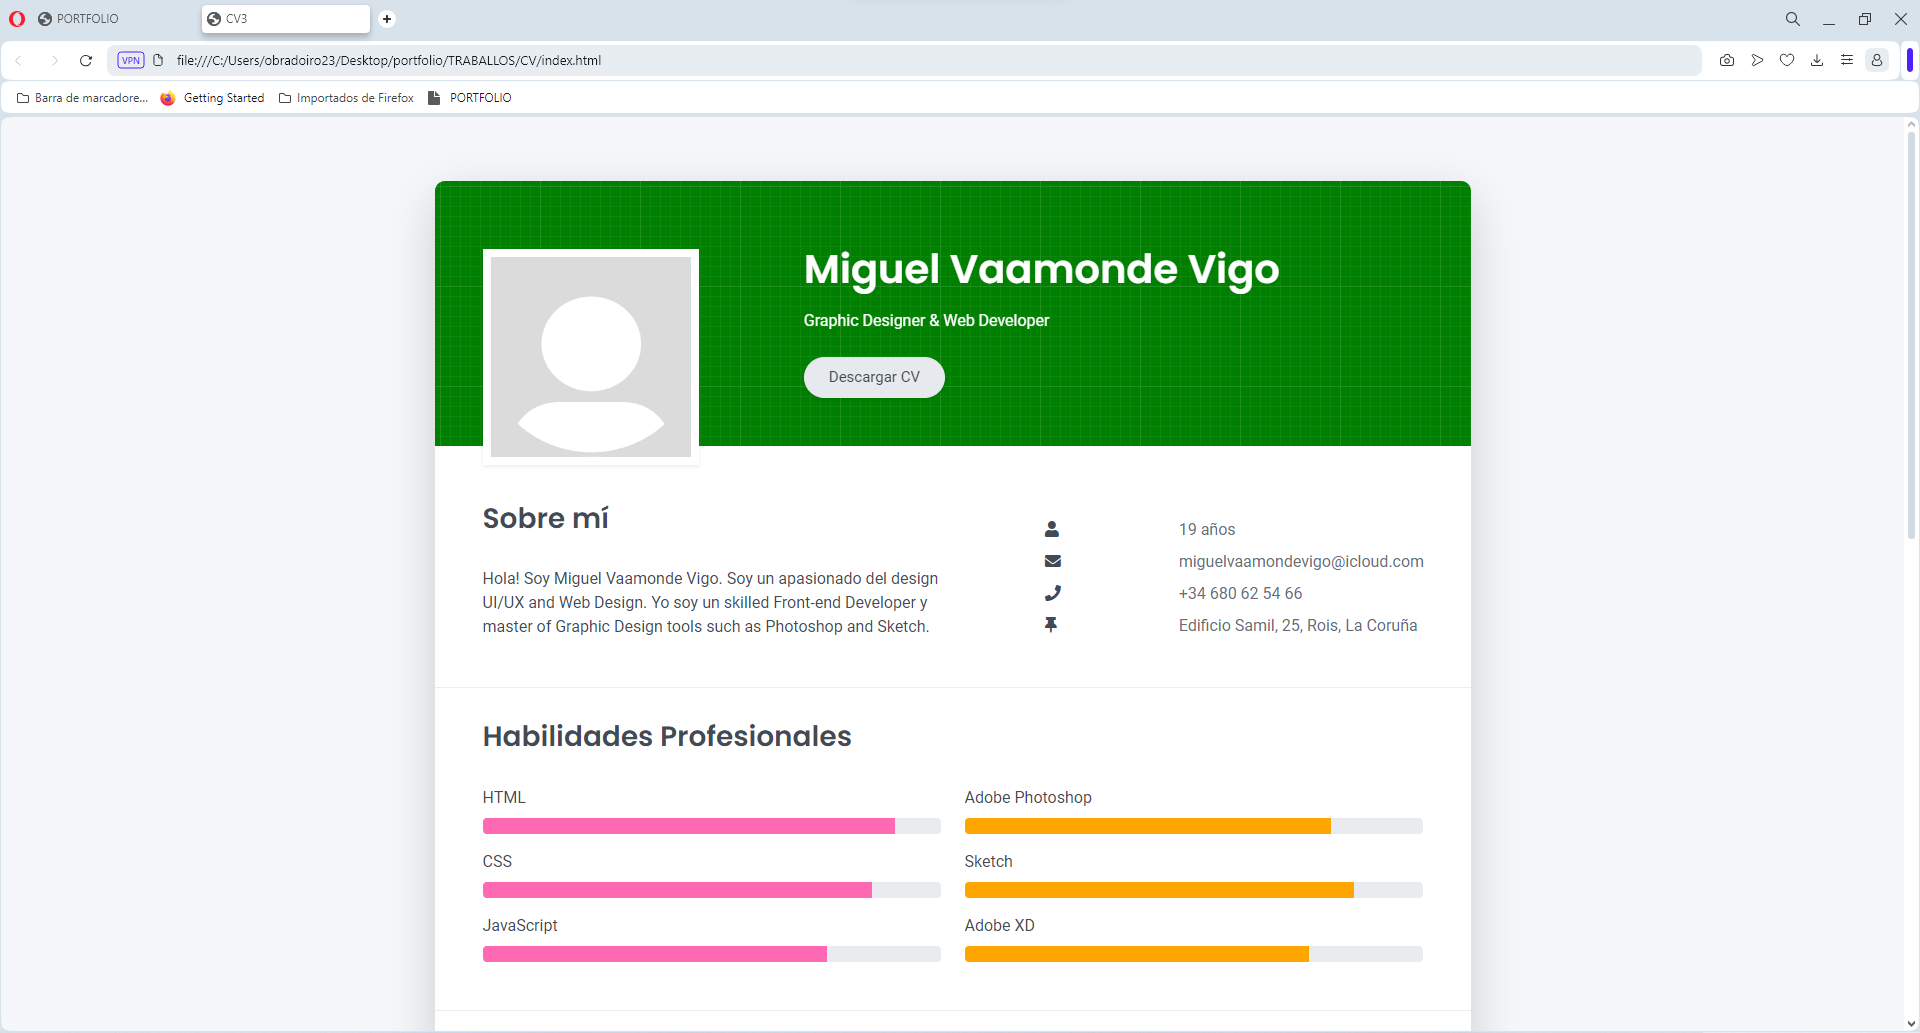 PORTFOLIO
CV3
VPN
file:///C:/Users/obradoiro23/Desktop/portfolio/TRABALLOS/CV/index.html
Barra de marcadore...
Getting Started
Importados de Firefox
PORTFOLIO
Miguel Vaamonde Vigo
Graphic Designer & Web Developer
Descargar CV
Sobre mí
Hola! Soy Miguel Vaamonde Vigo. Soy un apasionado del design
UI/UX and Web Design. Yo soy un skilled Front-end Developer y
master of Graphic Design tools such as Photoshop and Sketch.
19 años
miguelvaamondevigo@icloud.com
+34 680 62 54 66
Edificio Samil, 25, Rois, La Coruña
Habilidades Profesionales
HTML
CSS
JavaScript
Adobe Photoshop
Sketch
Adobe XD